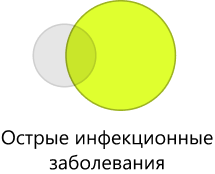 Острые инфекционные
заболевания